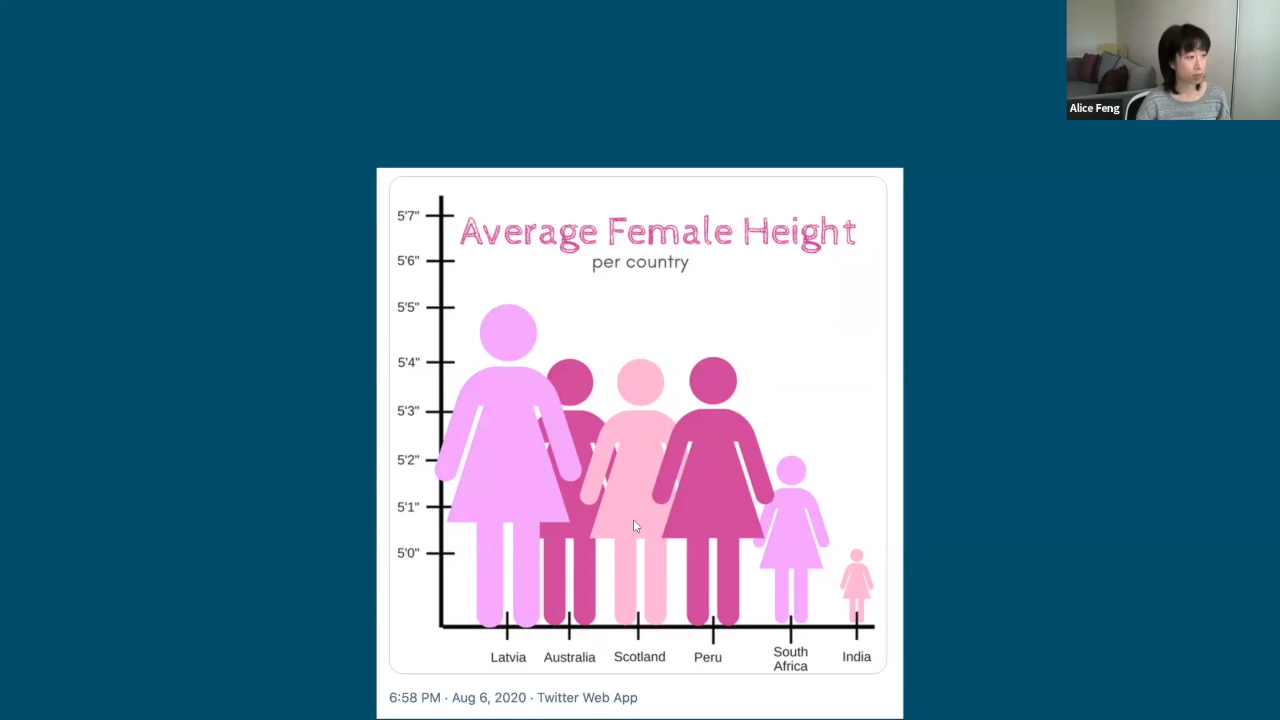 Alice Feng
Average Female Height
per country
5'7"
5'6"
5'5"
5'4"
5'3"
5'2"
5'1"
5'0"
Latvia
Australia
Scotland
Peru
South
Africa
India
6:58 PM · Aug 6, 2020 · Twitter Web App